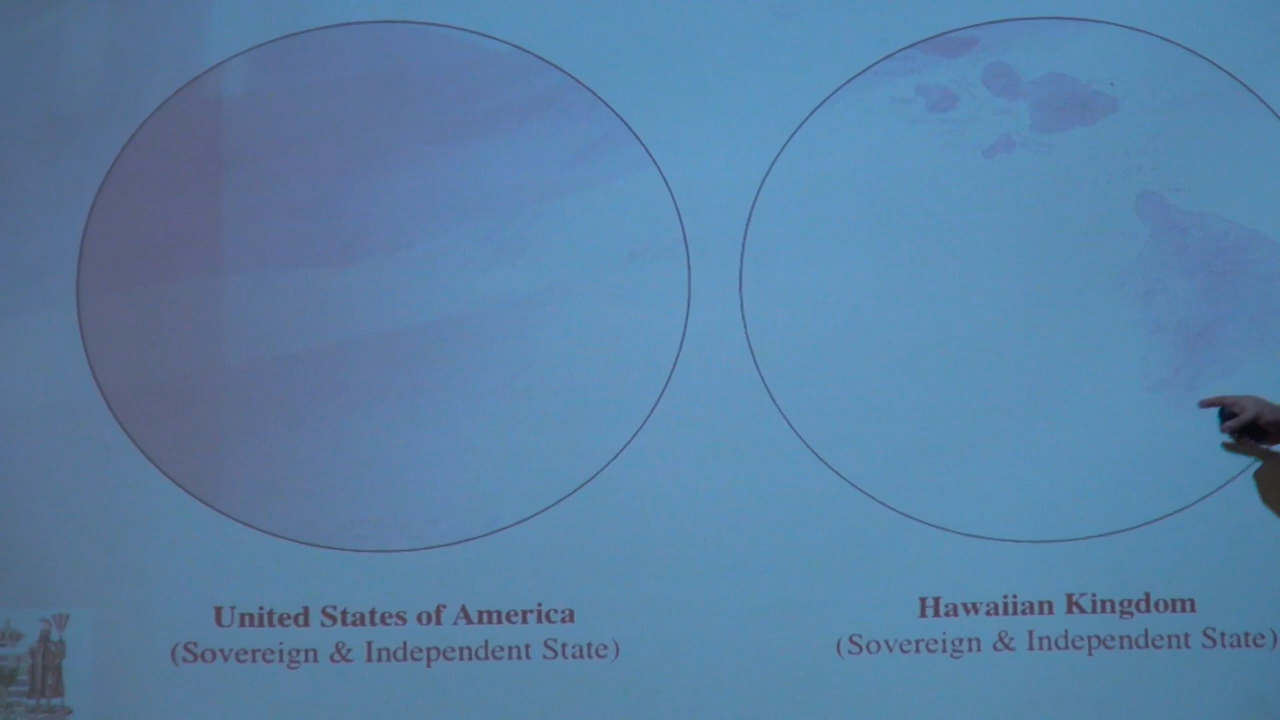 United States of America
(Sovereign & Independent State)
Hawaiian Kingdom
(Sovereign & Independent State)